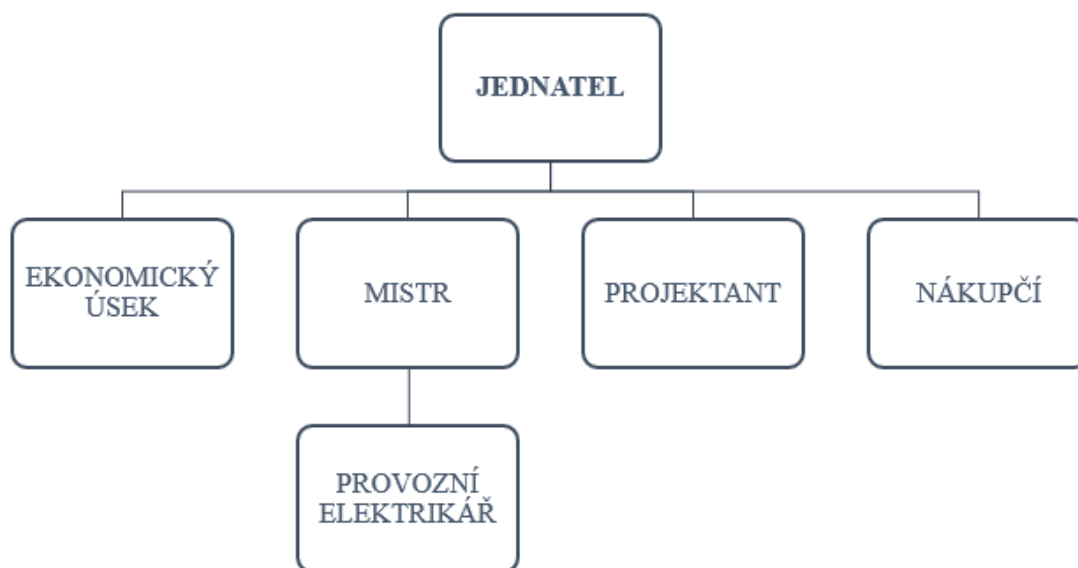 JEDNATEL
EKONOMICKÝ
ÚSEK
MISTR
PROJEKTANT
NÁKUPČÍ
PROVOZNÍ
ELEKTRIKÁŘ